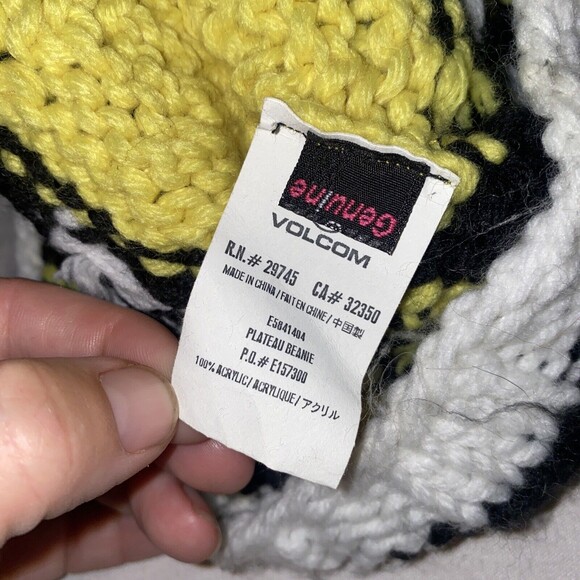 Genuine
VOLCOM
R.N.# 29745 CA# 32350
MADE IN CHINA / FAIT EN CHINE / 中国製
E5841404
PLATEAU BEANIE
P.O.# E157300
100% ACRYLIC/ ACRYLIQUE / アクリル